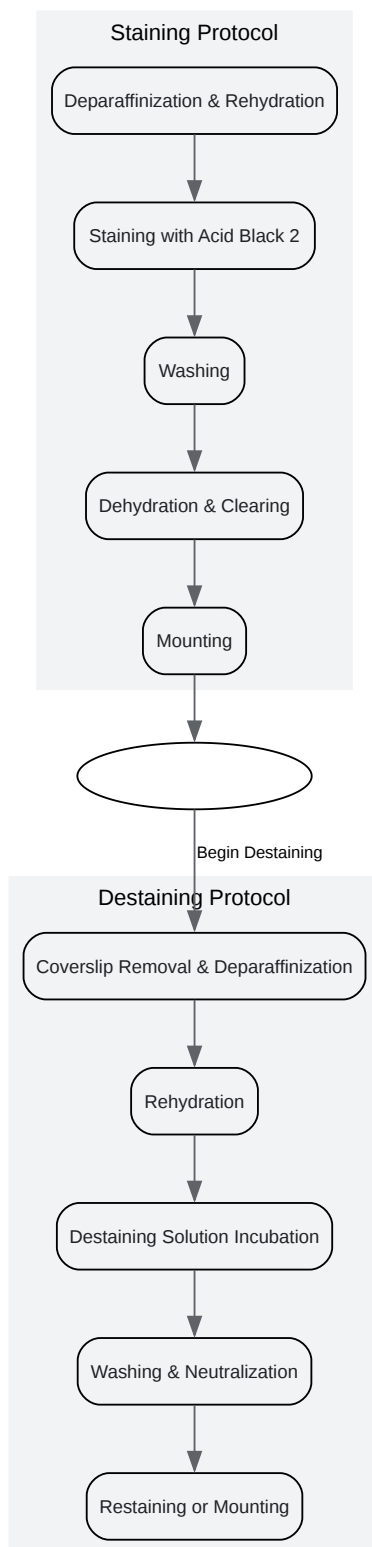 Staining Protocol
Deparaffinization & Rehydration
Staining with Acid Black 2
Washing
Dehydration & Clearing
Mounting
Begin Destaining
Destaining Protocol
Coverslip Removal & Deparaffinization
Rehydration
Destaining Solution Incubation
Washing & Neutralization
Restaining or Mounting